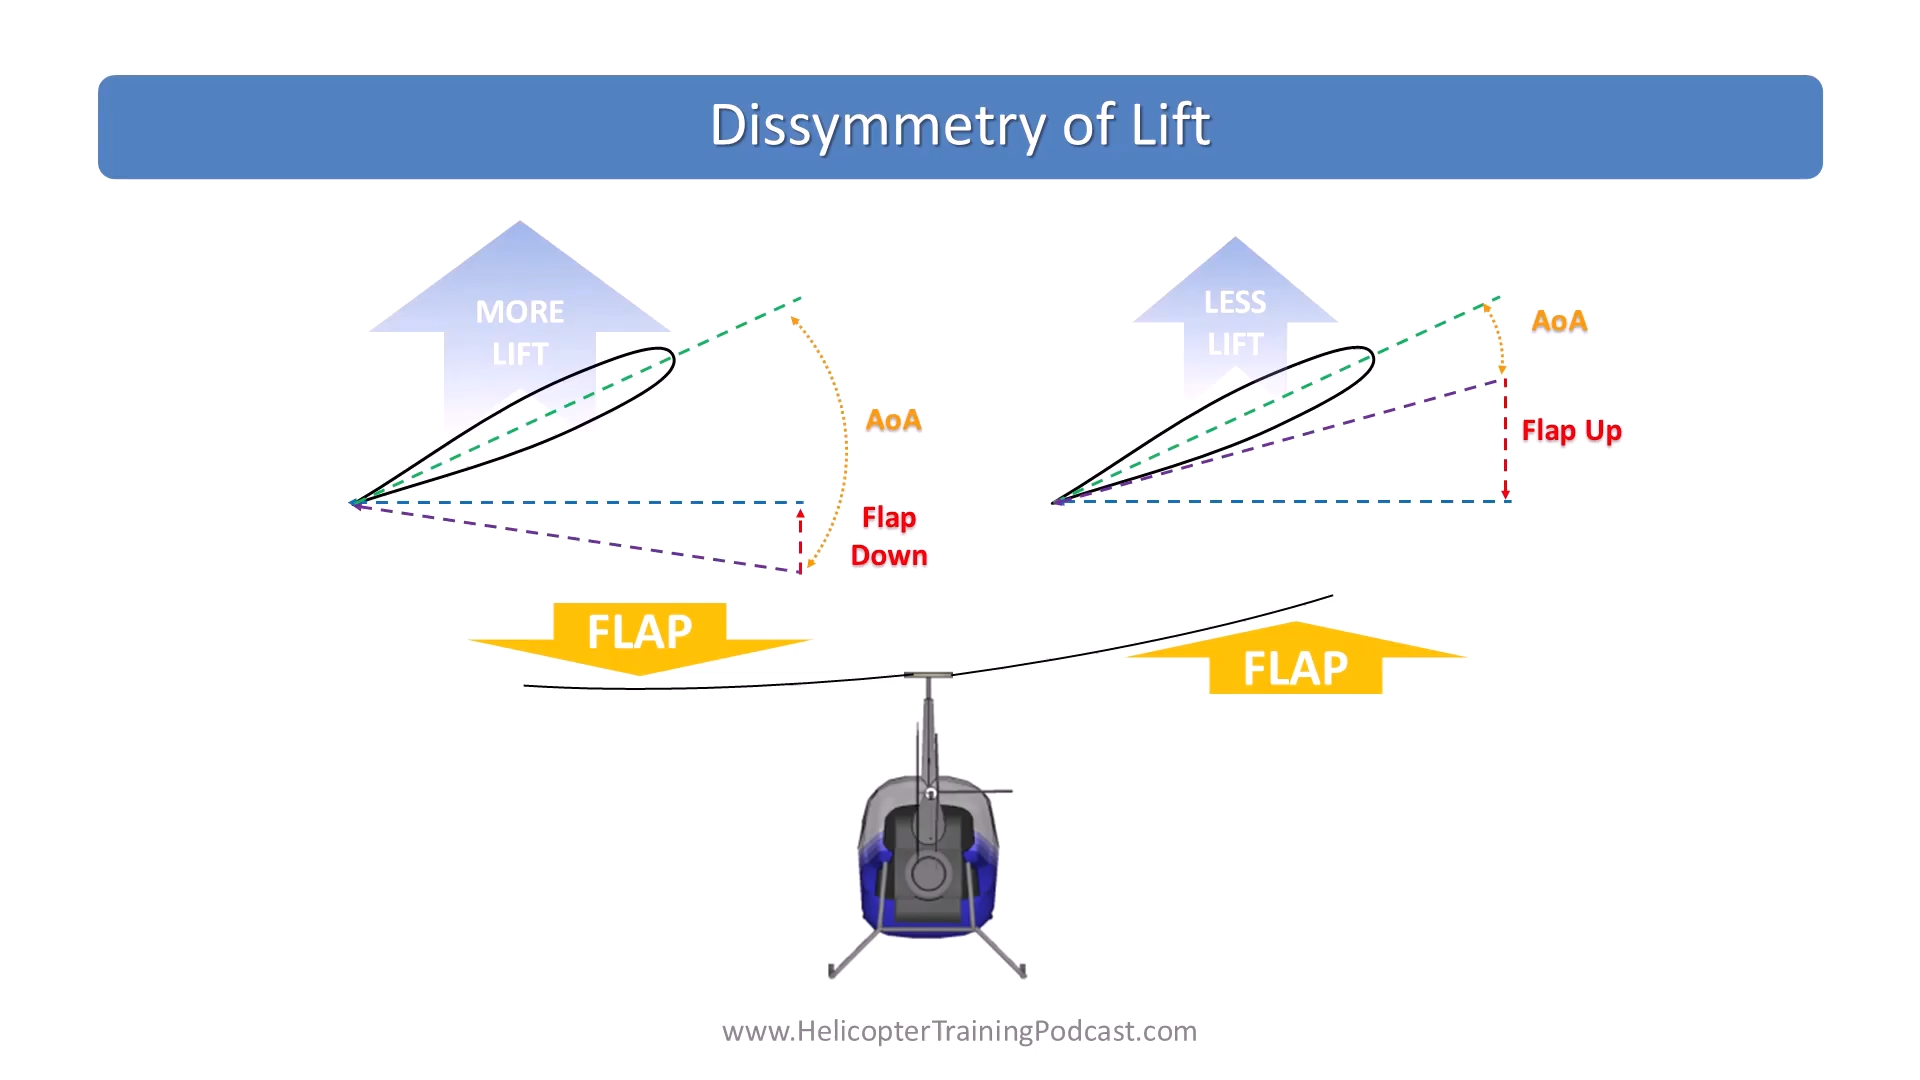 Dissymmetry of Lift
MORE
LIFT
AoA
Flap
Down
LESS
LIFT
AoA
Flap Up
FLAP
FLAP
www.HelicopterTrainingPodcast.com